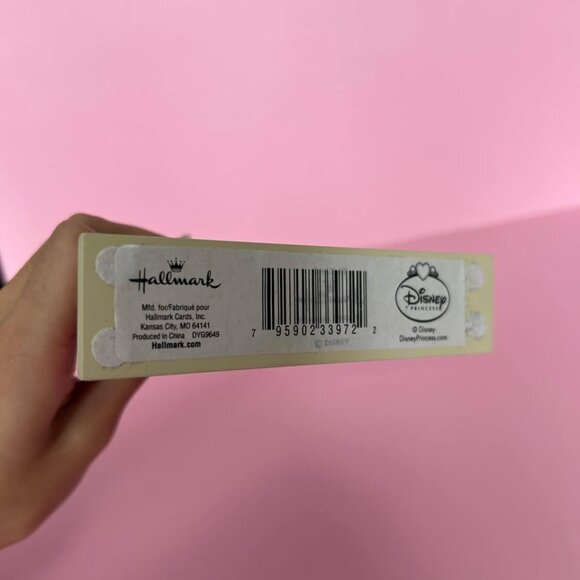 Hallmark
Mfd. for/Fabriqué pour
Hallmark Cards, Inc.
Kansas City, MO 64141
Produced in China DYG9649
Hallmark.com
7 95902 33972 2
© DISNEY
Disney
PRINCESS
© Disney
DisneyPrincess.com